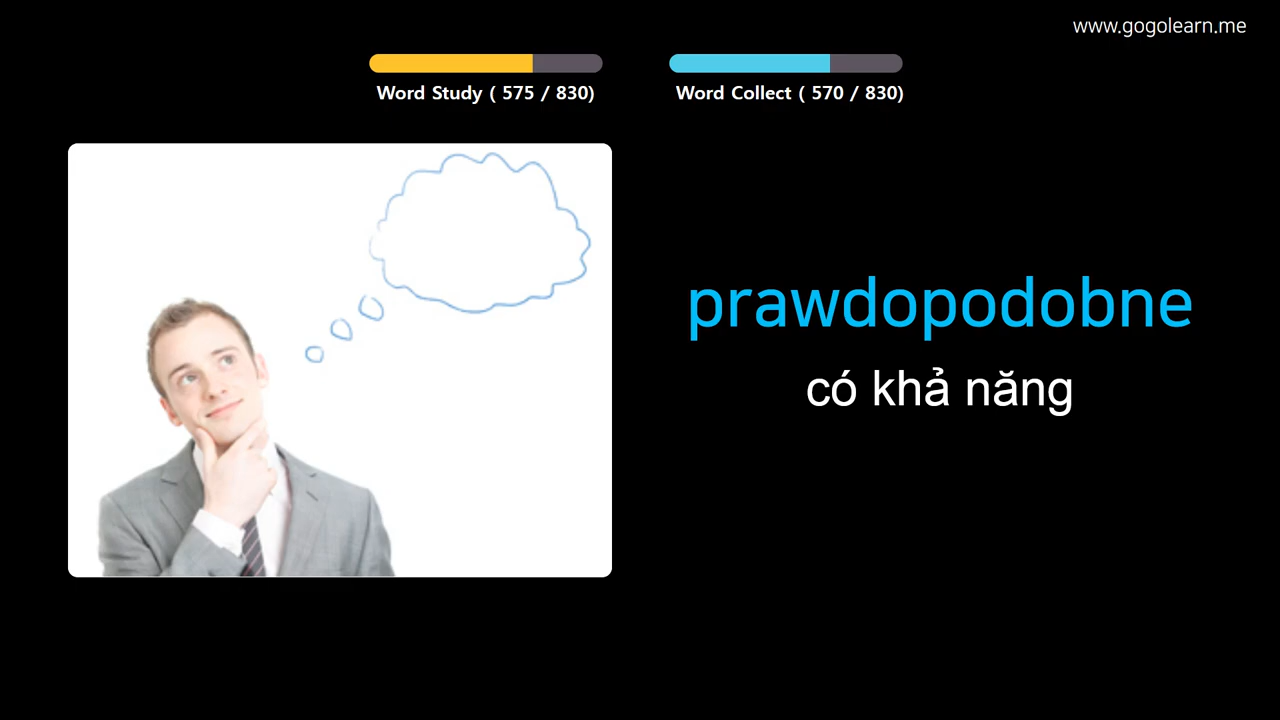 www.gogolearn.me
Word Study ( 575 / 830)
Word Collect ( 570 / 830)
prawdopodobne
có khả năng